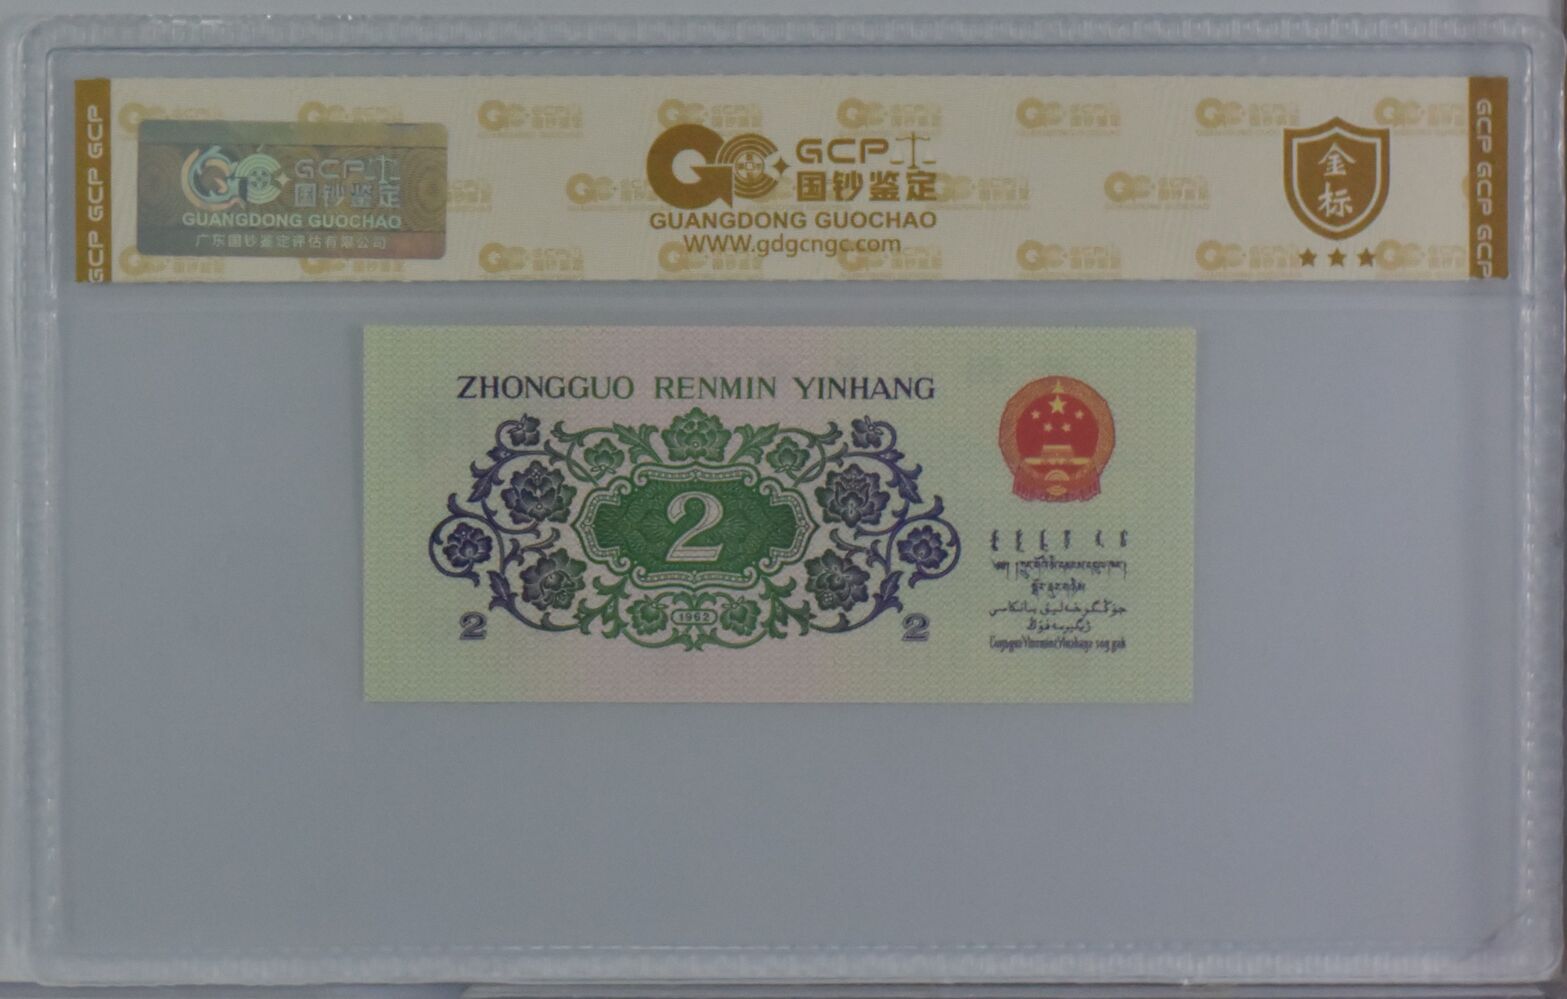 GCP GCP GCP
GCP
国钞鉴定
GUANGDONG GUOCHAO
广东国钞鉴定评估有限公司
GCP
国钞鉴定
GUANGDONG GUOCHAO
WWW.gdgcngc.com
金
标
GCP GCP GCP
ZHONGGUO RENMIN YINHANG
2
1962
2
2